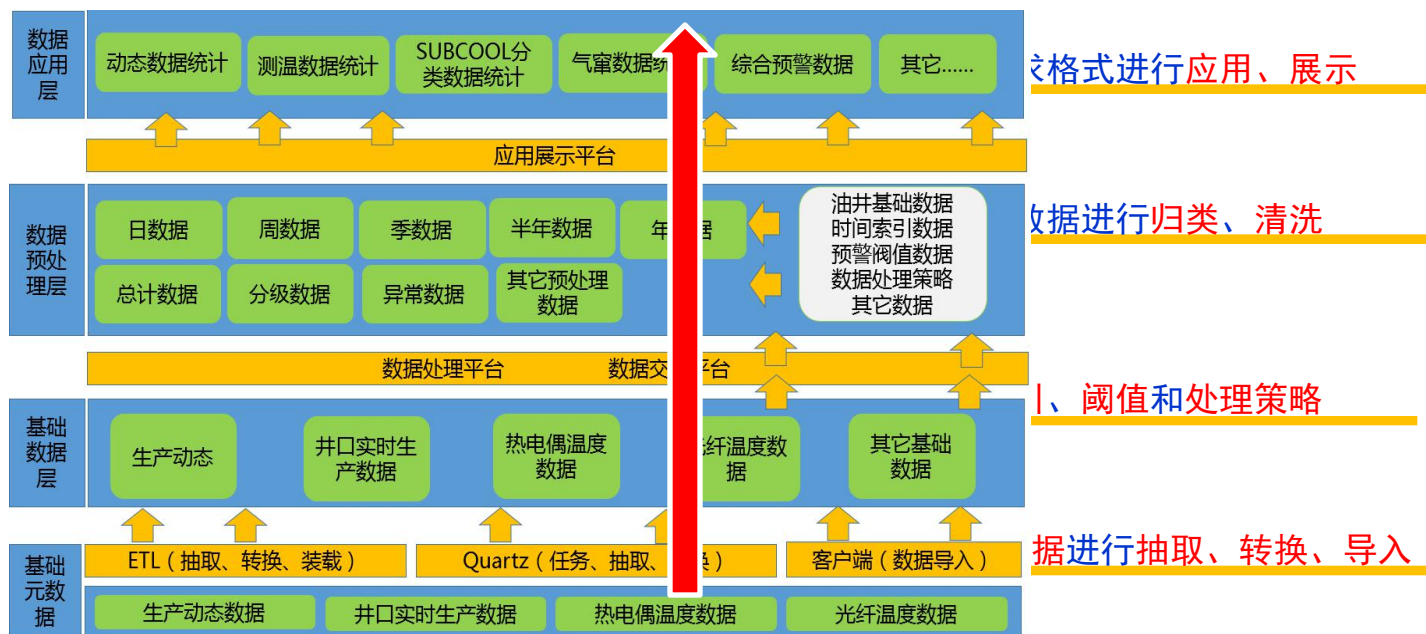 数据
应用
层
动态数据统计
测温数据统计
SUBCOOL分
类数据统计
气窜数据统
综合预警数据
其它......
求格式进行应用、展示
应用展示平台
数据
预处
理层
日数据
周数据
季数据
半年数据
年
据
总计数据
分级数据
异常数据
其它预处理
数据
油井基础数据
时间索引数据
预警阀值数据
数据处理策略
其它数据
数据进行归类、清洗
数据处理平台
数据交
平台
、阈值和处理策略
基础
数据
层
生产动态
井口实时生
产数据
热电偶温度
数据
纤温度数
据
其它基础
数据
ETL（抽取、转换、装载）
Quartz（任务、抽取、
）
客户端（数据导入）
据进行抽取、转换、导入
基础
元数
据
生产动态数据
井口实时生产数据
热电偶温度数据
光纤温度数据